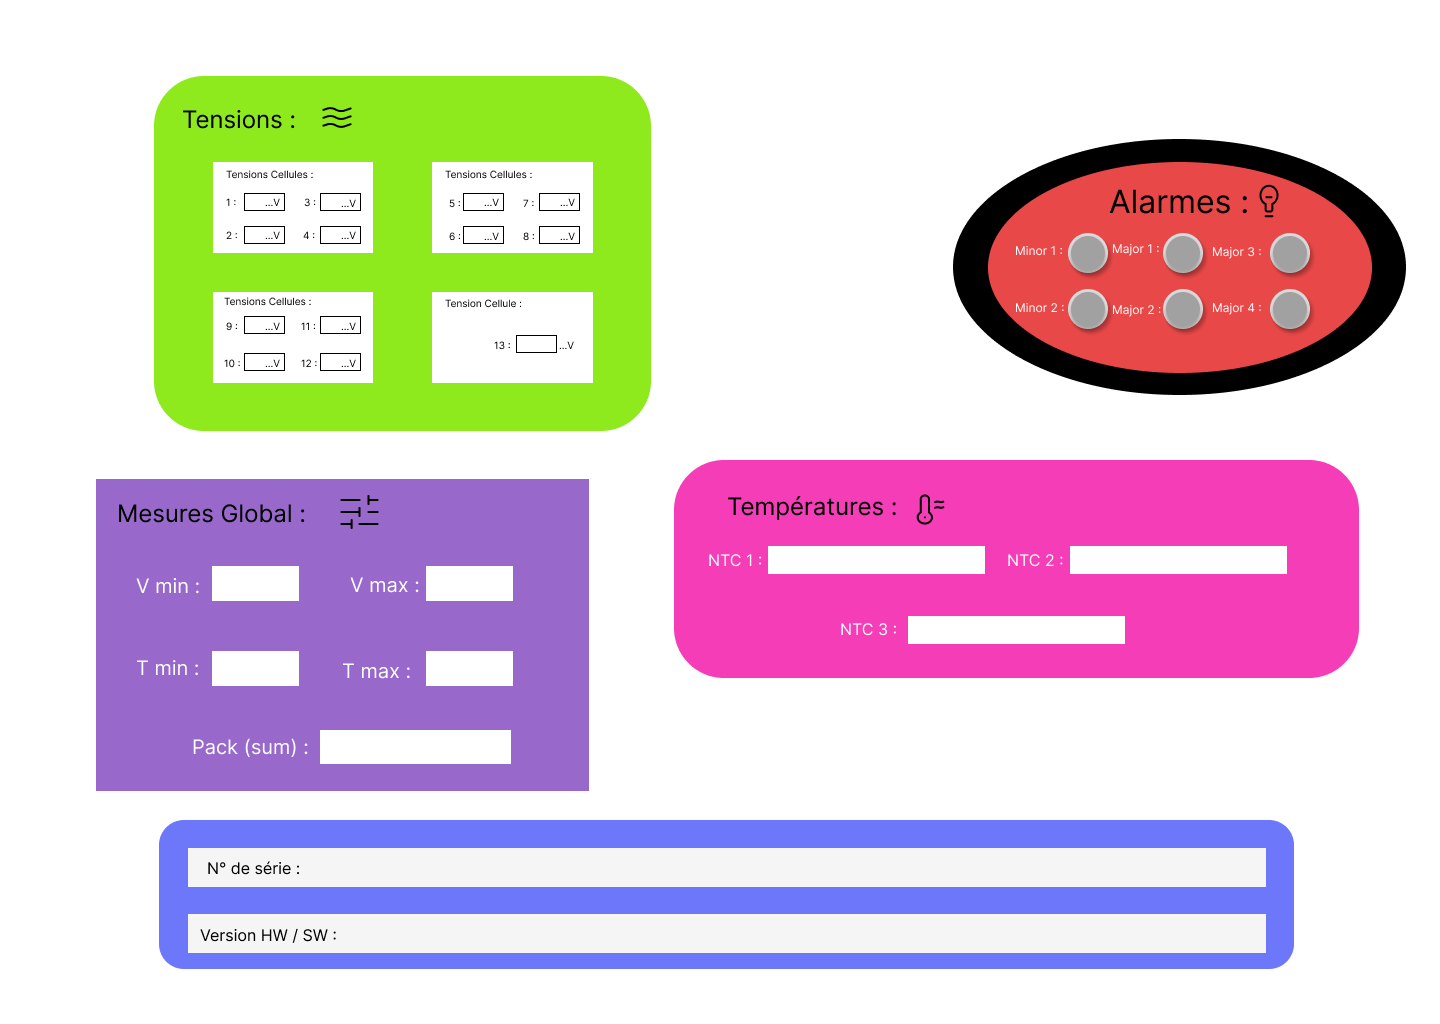 Tensions :
Tensions Cellules :
1 : ...V 3 : ...V
2 : ...V 4 : ...V
Tensions Cellules :
5 : ...V 7 : ...V
6 : ...V 8 : ...V
Tensions Cellules :
9 : ...V 11 : ...V
10 : ...V 12 : ...V
Tension Cellule :
13 : ...V
Alarmes :
Minor 1 : Major 1 : Major 3 :
Minor 2 : Major 2 : Major 4 :
Mesures Global :
V min : V max :
T min : T max :
Pack (sum) :
Températures :
NTC 1 : NTC 2 :
NTC 3 :
N° de série :
Version HW / SW :